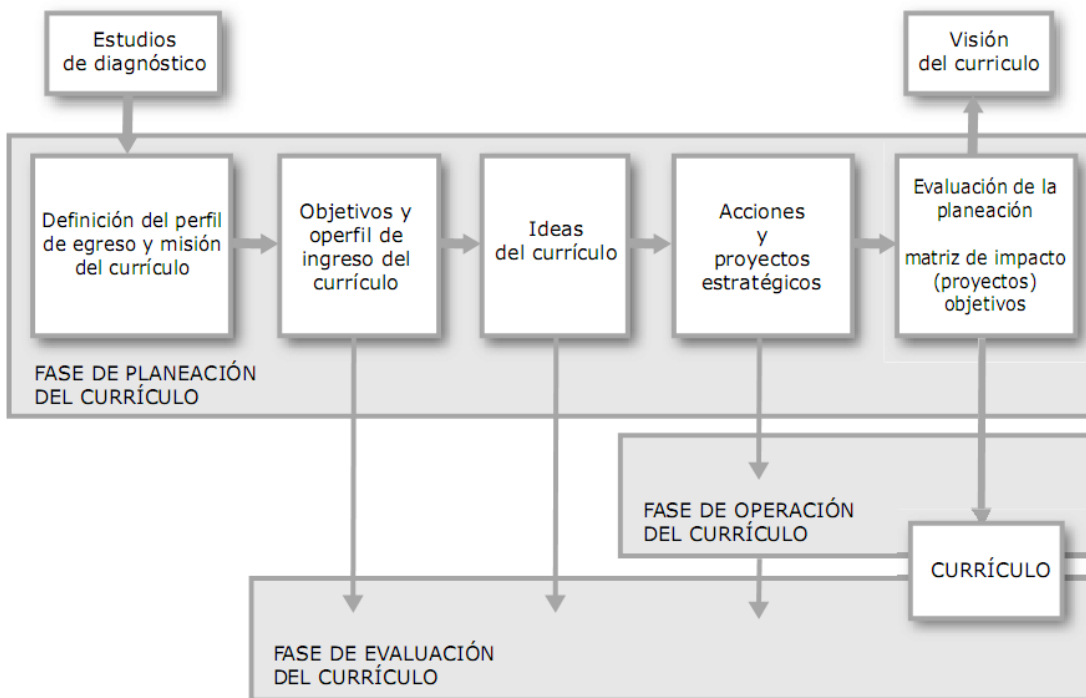 Estudios
de diagnóstico
Visión
del curriculo
Definición del perfil
de egreso y misión
del currículo
Objetivos y
operfil de
ingreso del
currículo
Ideas
del currículo
Acciones
y
proyectos
estratégicos
Evaluación de la
planeación
matriz de impacto
(proyectos)
objetivos
FASE DE PLANEACIÓN
DEL CURRÍCULO
FASE DE OPERACIÓN
DEL CURRÍCULO
CURRÍCULO
FASE DE EVALUACIÓN
DEL CURRÍCULO